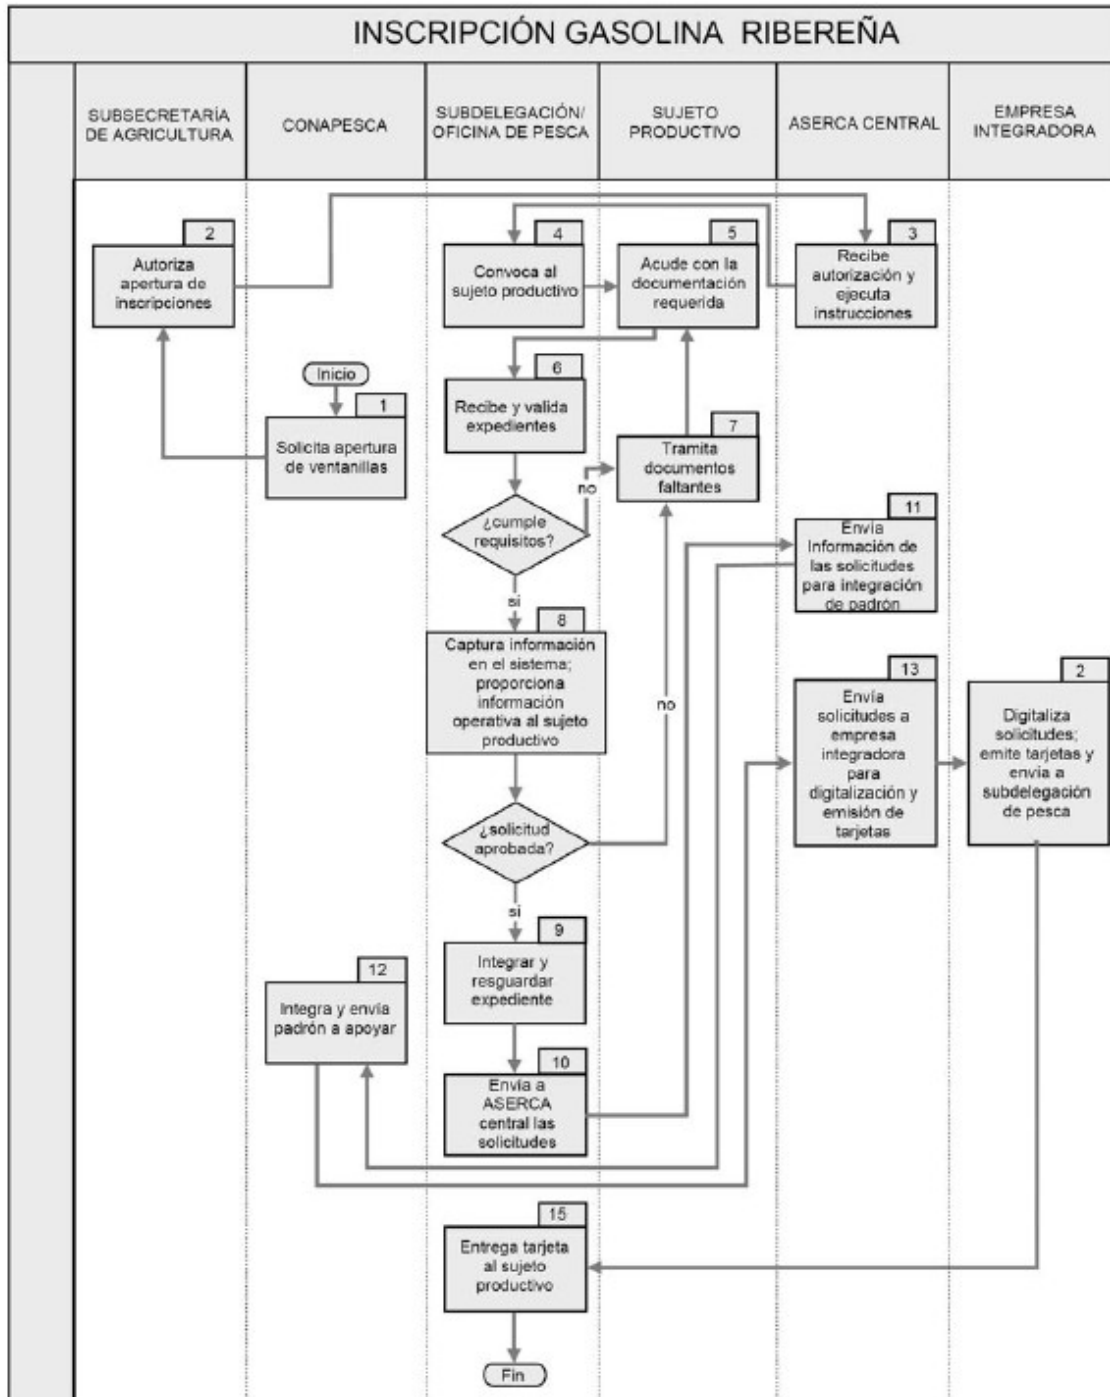 INSCRIPCIÓN GASOLINA RIBEREÑA
SUBSECRETARÍA
DE AGRICULTURA
CONAPESCA
SUBDELEGACIÓN/
OFICINA DE PESCA
SUJETO
PRODUCTIVO
ASERCA CENTRAL
EMPRESA
INTEGRADORA
2
Autoriza
apertura de
inscripciones
4
Convoca al
sujeto productivo
5
Acude con la
documentación
requerida
3
Recibe
autorización y
ejecuta
instrucciones
Inicio
1
Solicita apertura
de ventanillas
6
Recibe y valida
expedientes
7
Tramita
documentos
faltantes
no
¿cumple
requisitos?
si
11
Envía
Información de
las solicitudes
para integración
de padrón
8
Captura información
en el sistema;
proporciona
información
operativa al sujeto
productivo
no
13
Envía
solicitudes a
empresa
integradora
para
digitalización y
emisión de
tarjetas
2
Digitaliza
solicitudes;
emite tarjetas y
envia a
subdelegación
de pesca
¿solicitud
aprobada?
si
9
Integrar y
resguardar
expediente
12
Integra y envía
padrón a apoyar
10
Envía a
ASERCA
central las
solicitudes
15
Entrega tarjeta
al sujeto
productivo
Fin